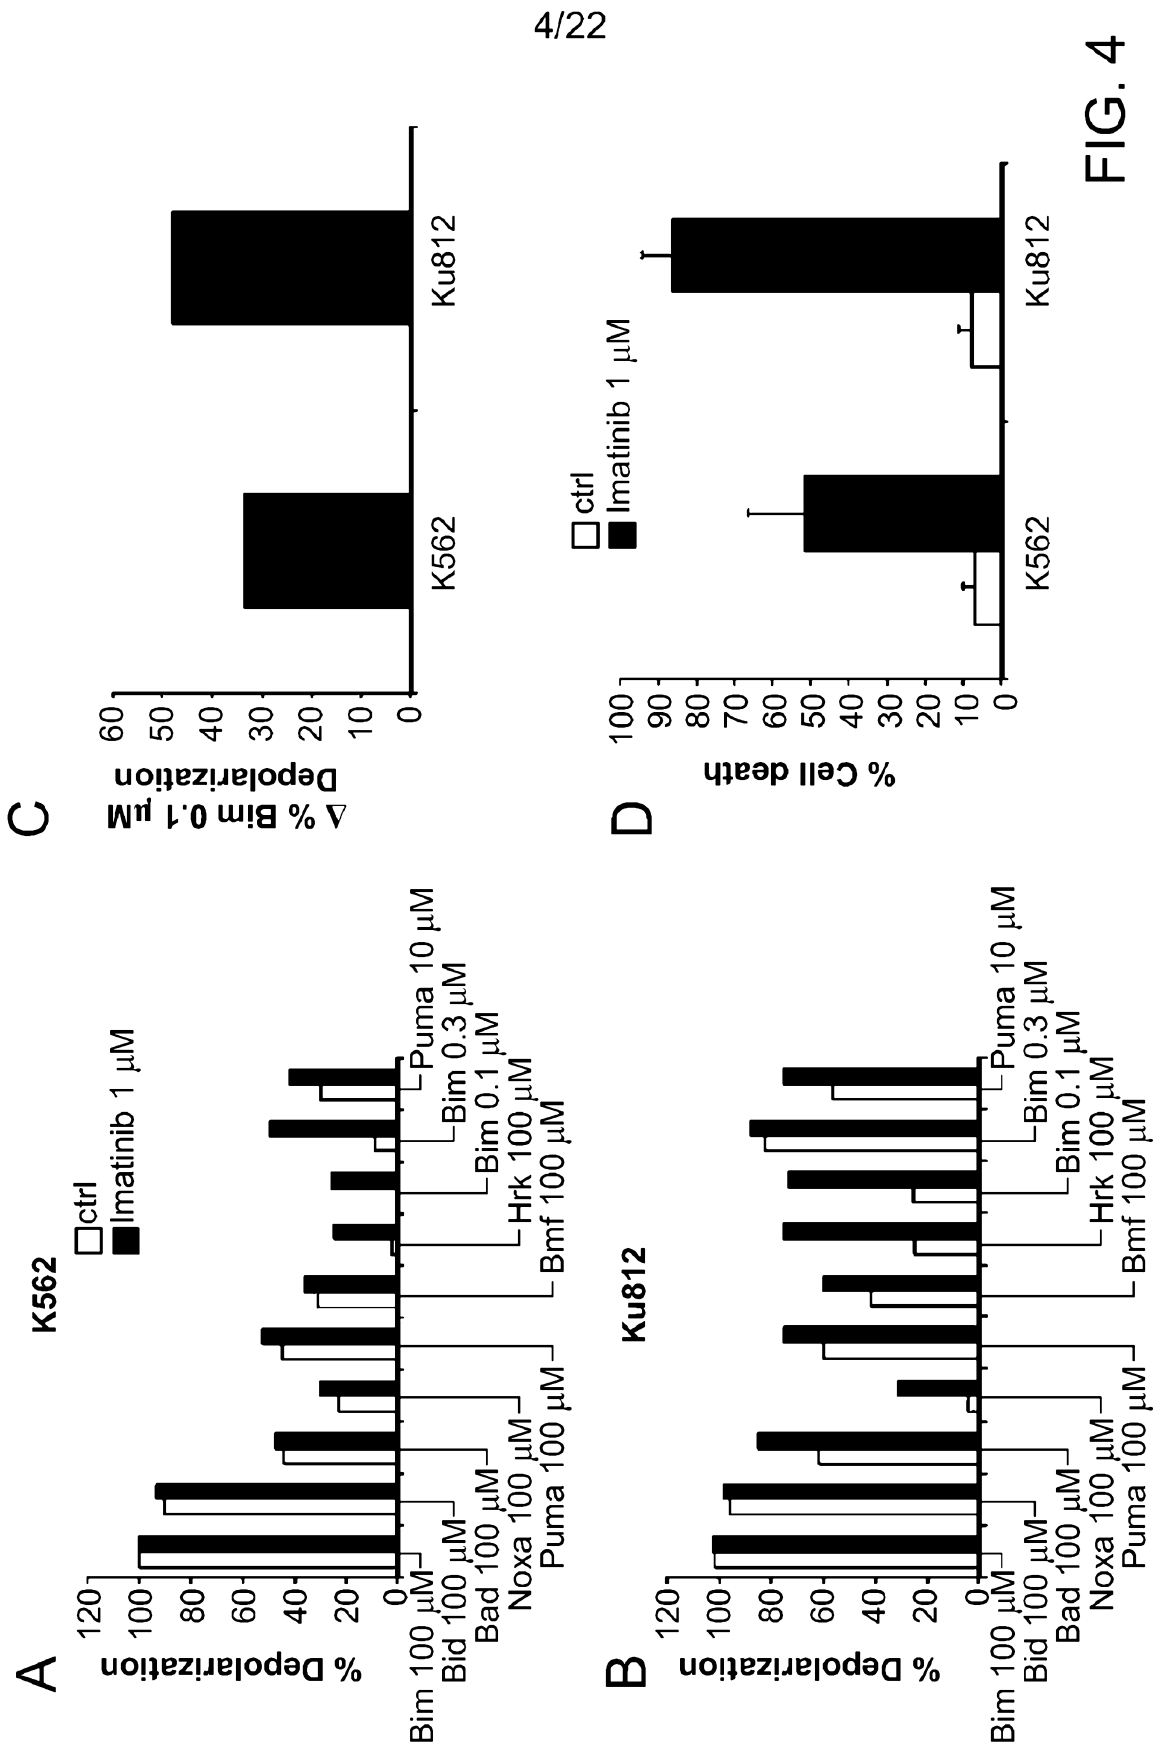 4/22
A
K562
ctrl
Imatinib 1 μM
% Depolarization
120
100
80
60
40
20
0
Bim 100 μM
Bid 100 μM
Bad 100 μM
Noxa 100 μM
Puma 100 μM
Bmf 100 μM
Hrk 100 μM
Bim 0.1 μM
Bim 0.3 μM
Puma 10 μM
B
Ku812
% Depolarization
120
100
80
60
40
20
0
Bim 100 μM
Bid 100 μM
Bad 100 μM
Noxa 100 μM
Puma 100 μM
Bmf 100 μM
Hrk 100 μM
Bim 0.1 μM
Bim 0.3 μM
Puma 10 μM
C
Δ % Bim 0.1 μM
Depolarization
60
50
40
30
20
10
0
K562
Ku812
D
ctrl
Imatinib 1 μM
% Cell death
100
90
80
70
60
50
40
30
20
10
0
K562
Ku812
FIG. 4